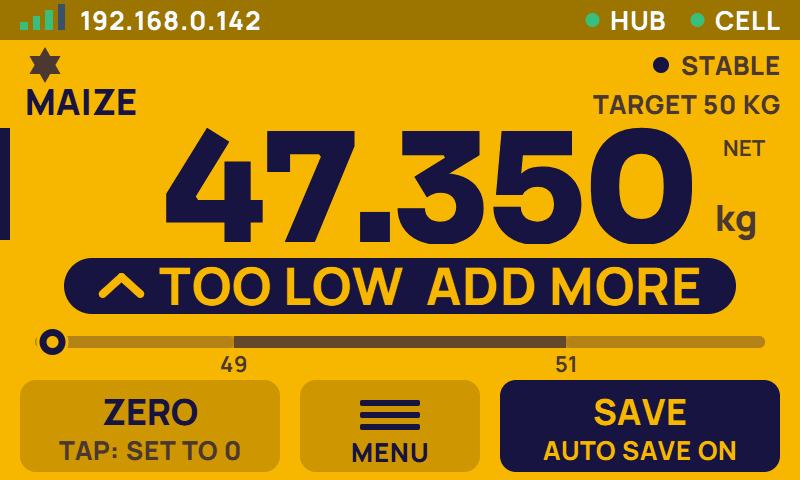 192.168.0.142
HUB CELL
MAIZE
STABLE
TARGET 50 KG
47.350
NET
kg
TOO LOW ADD MORE
49 51
ZERO
TAP: SET TO 0
MENU
SAVE
AUTO SAVE ON